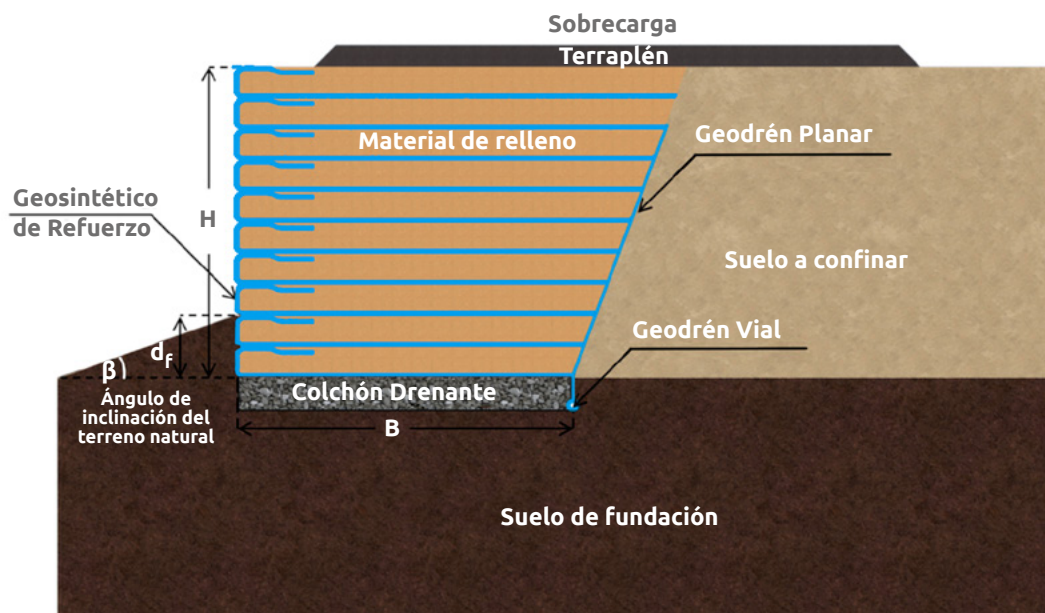 Sobrecarga
Terraplén
Material de relleno
Geodrén Planar
Geosintético
de Refuerzo
H
Suelo a confinar
Geodrén Vial
df
β)
Colchón Drenante
Ángulo de
inclinación del
terreno natural
B
Suelo de fundación